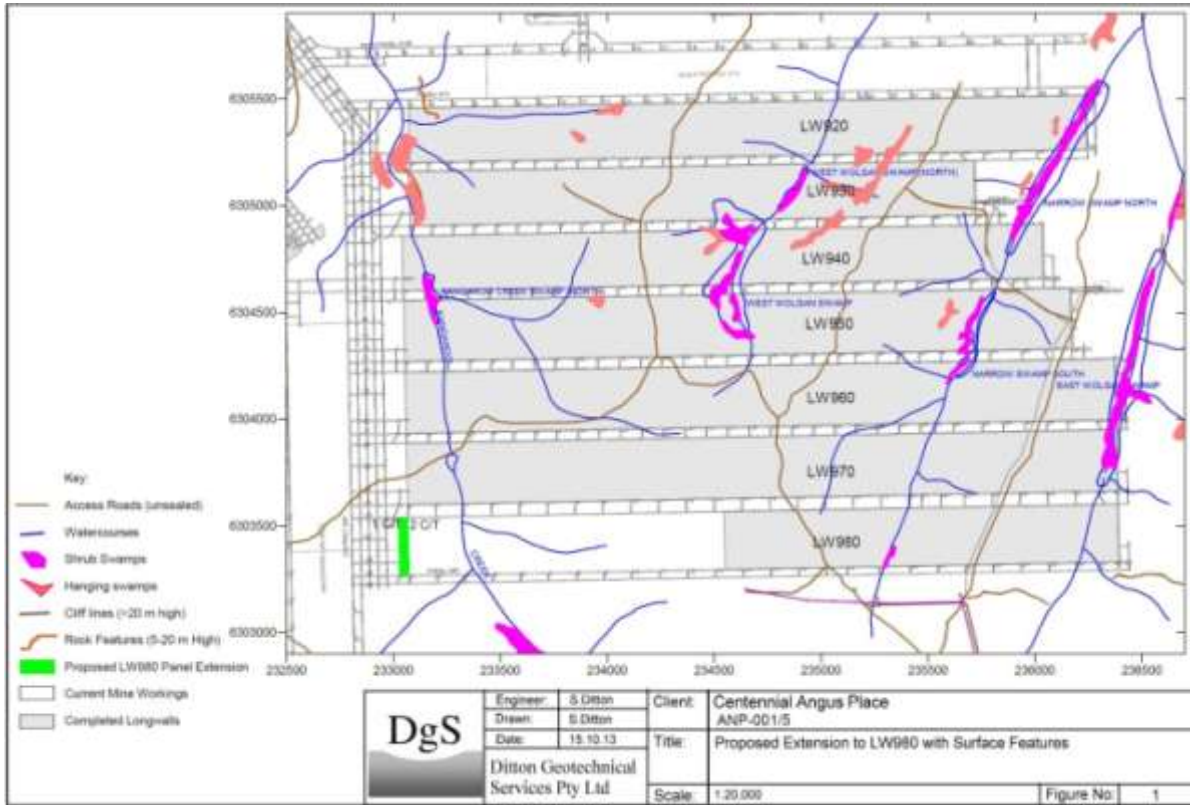 6305500
6305000
6304500
6304000
6303500
6303000
232500
233000
233500
234000
234500
235000
235500
236000
236500
LW920
WEST WOLGAN SWAMP (NORTH)
LW930
NARROW SWAMP NORTH
LW940
WEST WOLGAN SWAMP
LW950
NARROW SWAMP SOUTH
EAST WOLGAN SWAMP
LW960
LW970
LW980
CREEK
Key:
Access Roads (unsealed)
Watercourses
Shrub Swamps
Hanging swamps
Cliff lines (>20 m high)
Rock Features (5-20 m High)
Proposed LW980 Panel Extension
Current Mine Workings
Completed Longwalls
DgS
Engineer: S.Ditton
Drawn: S.Ditton
Date: 15.10.13
Ditton Geotechnical
Services Pty Ltd
Client: Centennial Angus Place
ANP-001/5
Title: Proposed Extension to LW980 with Surface Features
Scale: 1:20,000
Figure No: 1